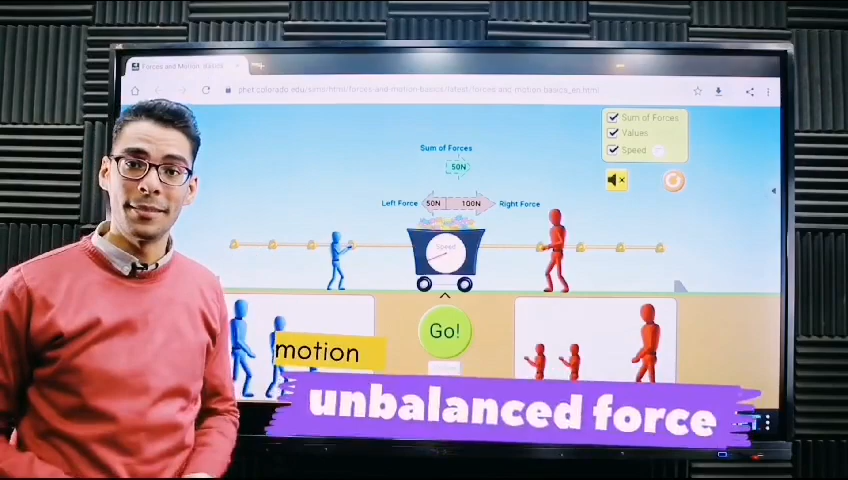 Forces and Motion: Basics
phet.colorado.edu/sims/html/forces-and-motion-basics/latest/forces-and-motion-basics_en.html
Sum of Forces
Values
Speed
Sum of Forces
50N
Left Force
50N
100N
Right Force
Speed
Go!
motion
unbalanced force